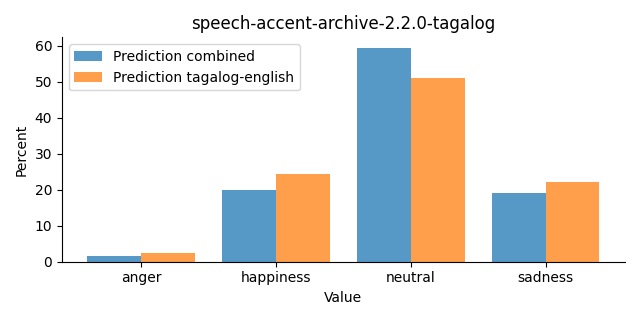 speech-accent-archive-2.2.0-tagalog
Prediction combined
Prediction tagalog-english
Percent
60
50
40
30
20
10
0
anger happiness neutral sadness
Value